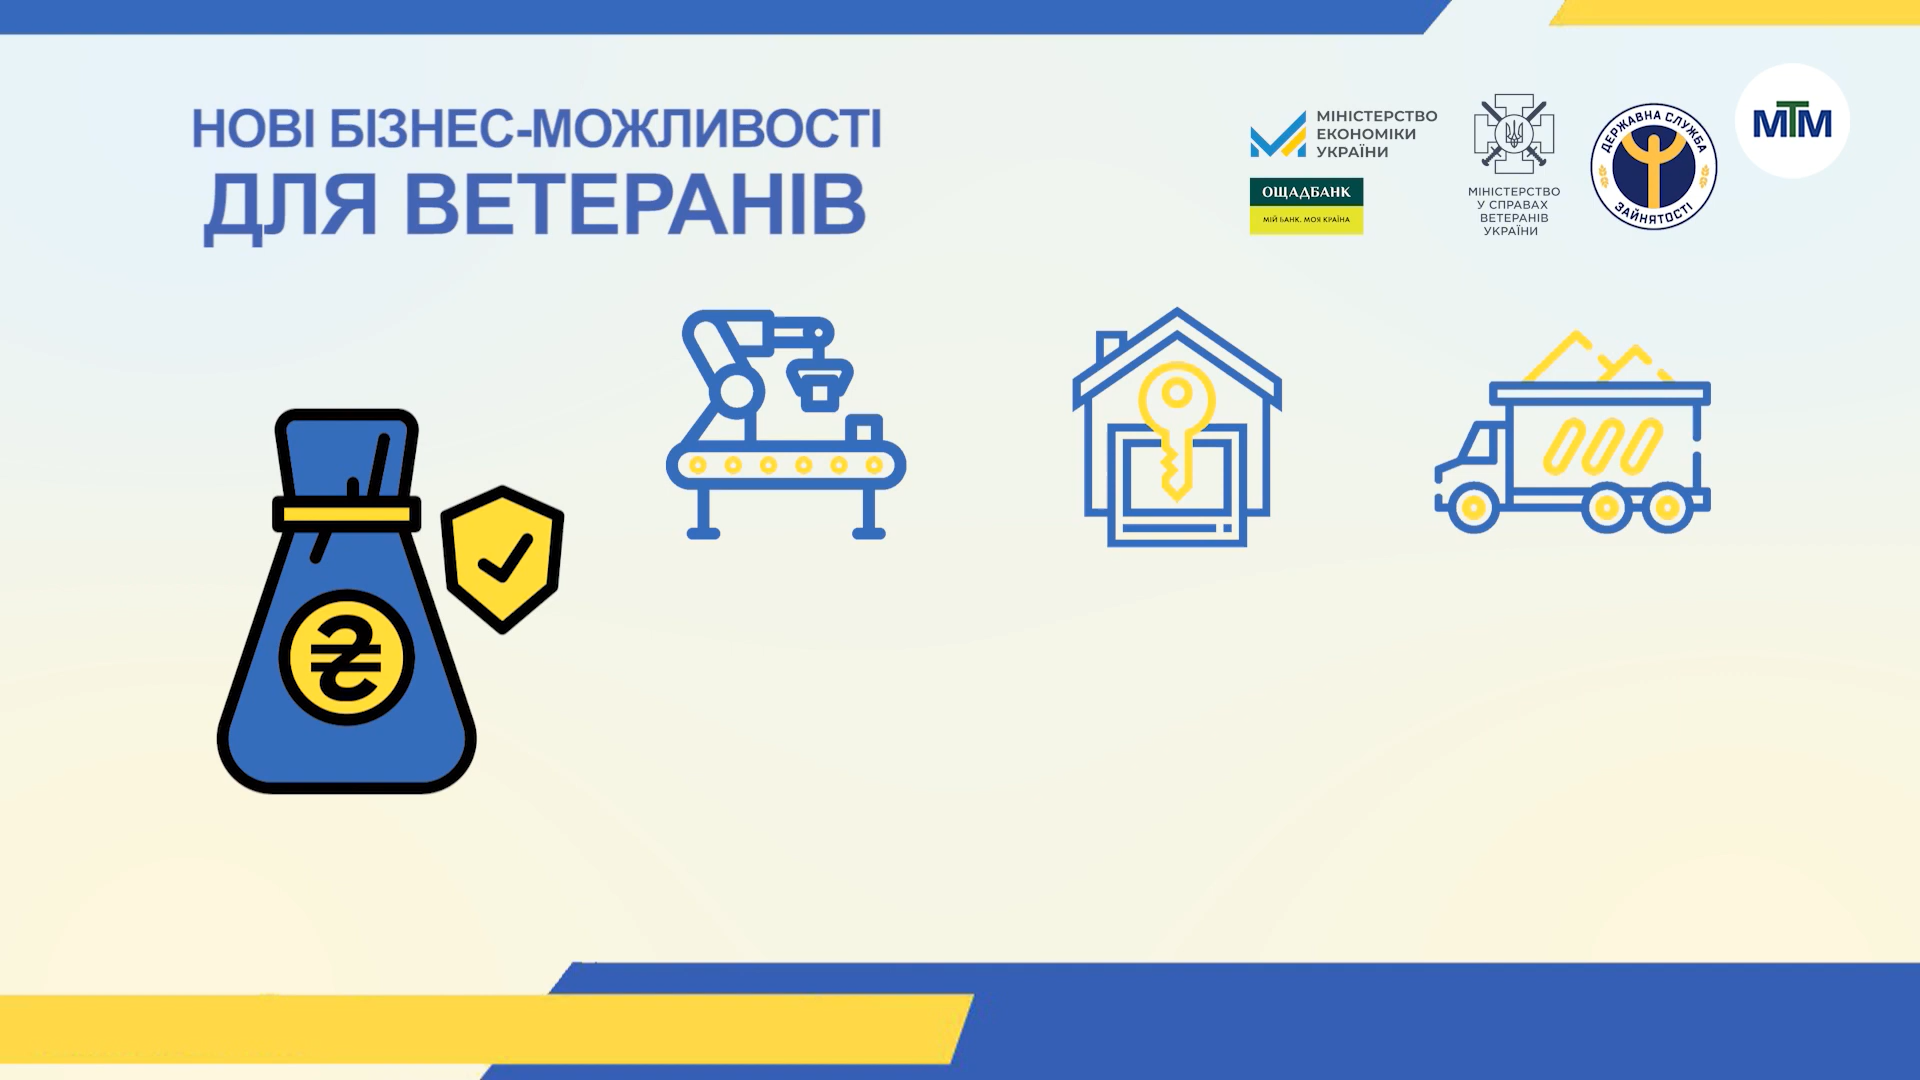 НОВІ БІЗНЕС-МОЖЛИВОСТІ
ДЛЯ ВЕТЕРАНІВ
МІНІСТЕРСТВО
ЕКОНОМІКИ
УКРАЇНИ
ОЩАДБАНК
МІЙ БАНК. МОЯ КРАЇНА
МІНІСТЕРСТВО
У СПРАВАХ
ВЕТЕРАНІВ
УКРАЇНИ
ДЕРЖАВНА СЛУЖБА
ЗАЙНЯТОСТІ
МТМ
₴